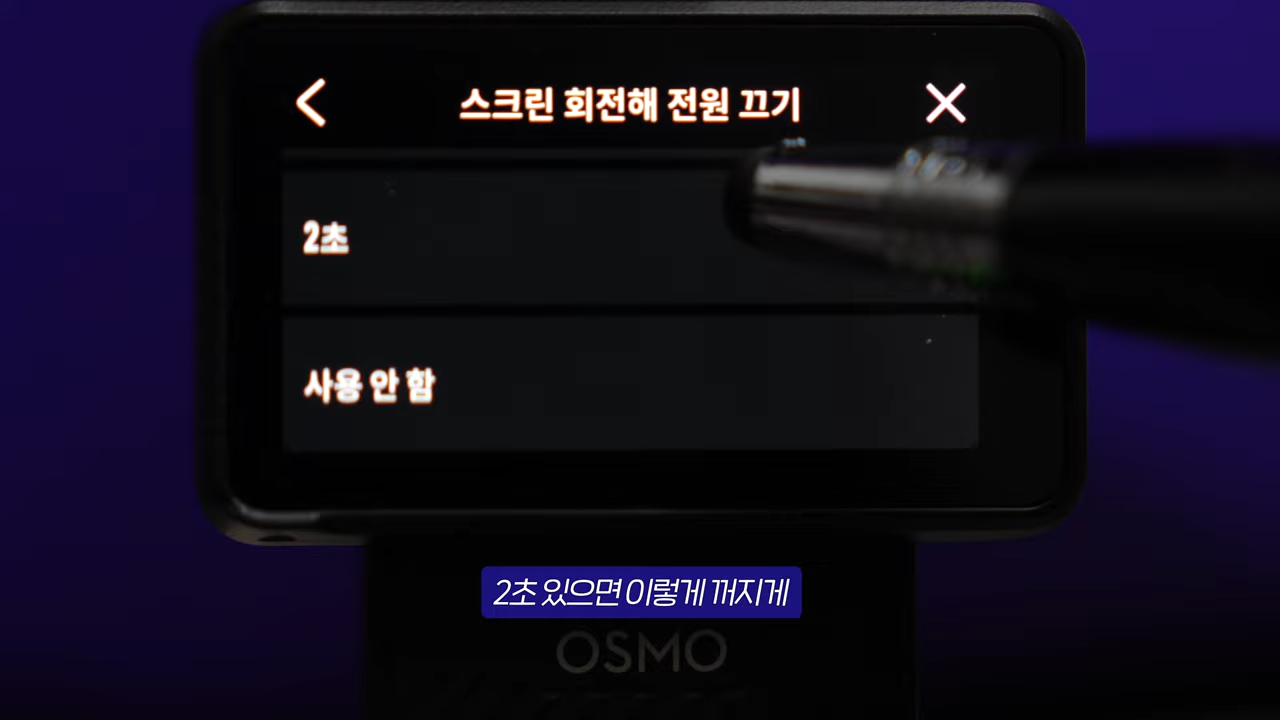 스크린 회전해 전원 끄기
2초
사용 안 함
2초 있으면 이렇게 꺼지게
OSMO